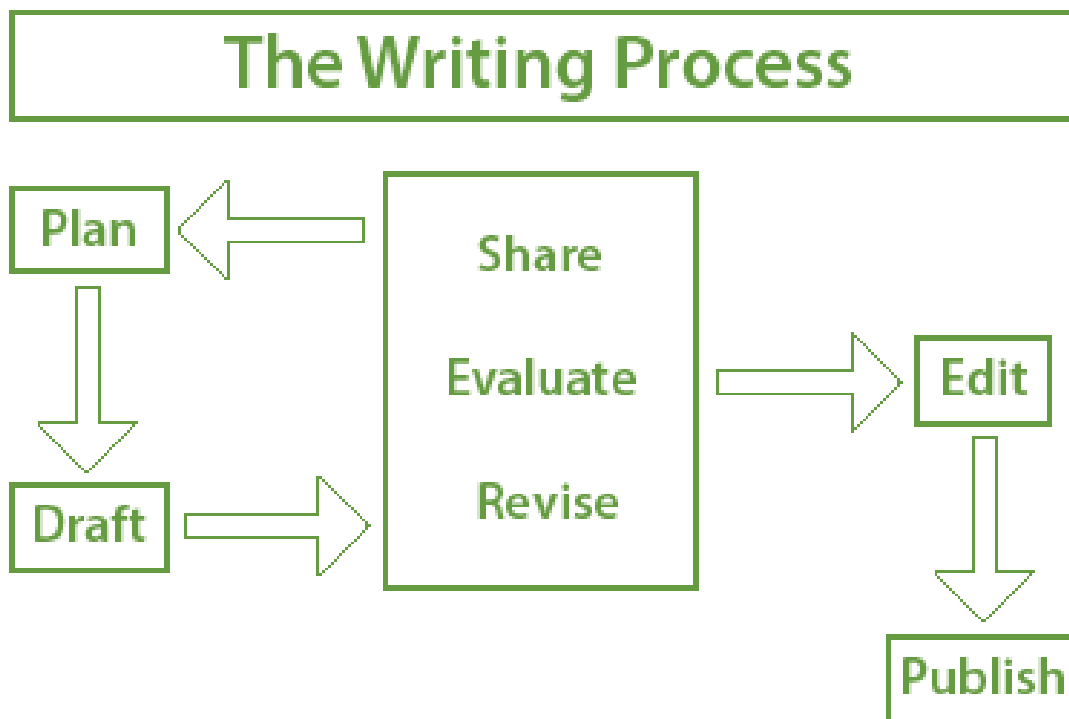 The Writing Process
Plan
Draft
Share
Evaluate
Revise
Edit
Publish